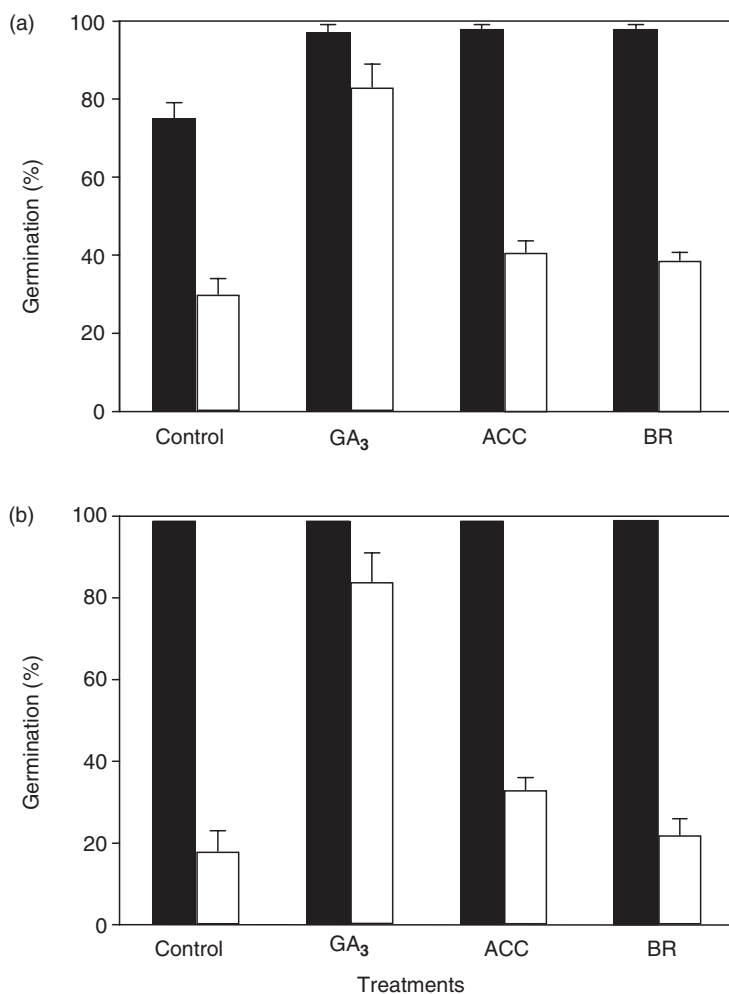 (a)
100
80
60
40
20
0
Germination (%)
Control GA3 ACC BR
(b)
100
80
60
40
20
0
Germination (%)
Control GA3 ACC BR
Treatments